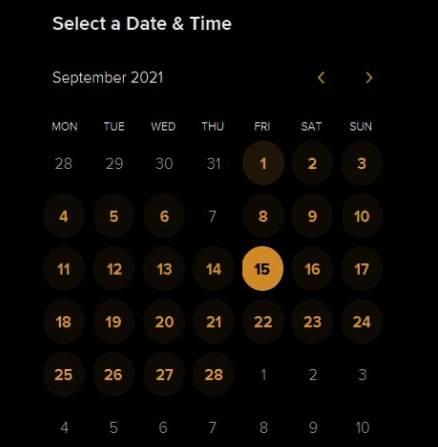 Select a Date & Time
September 2021
MON TUE WED THU FRI SAT SUN
28 29 30 31 1 2 3
4 5 6 7 8 9 10
11 12 13 14 15 16 17
18 19 20 21 22 23 24
25 26 27 28 1 2 3
4 5 6 7 8 9 10